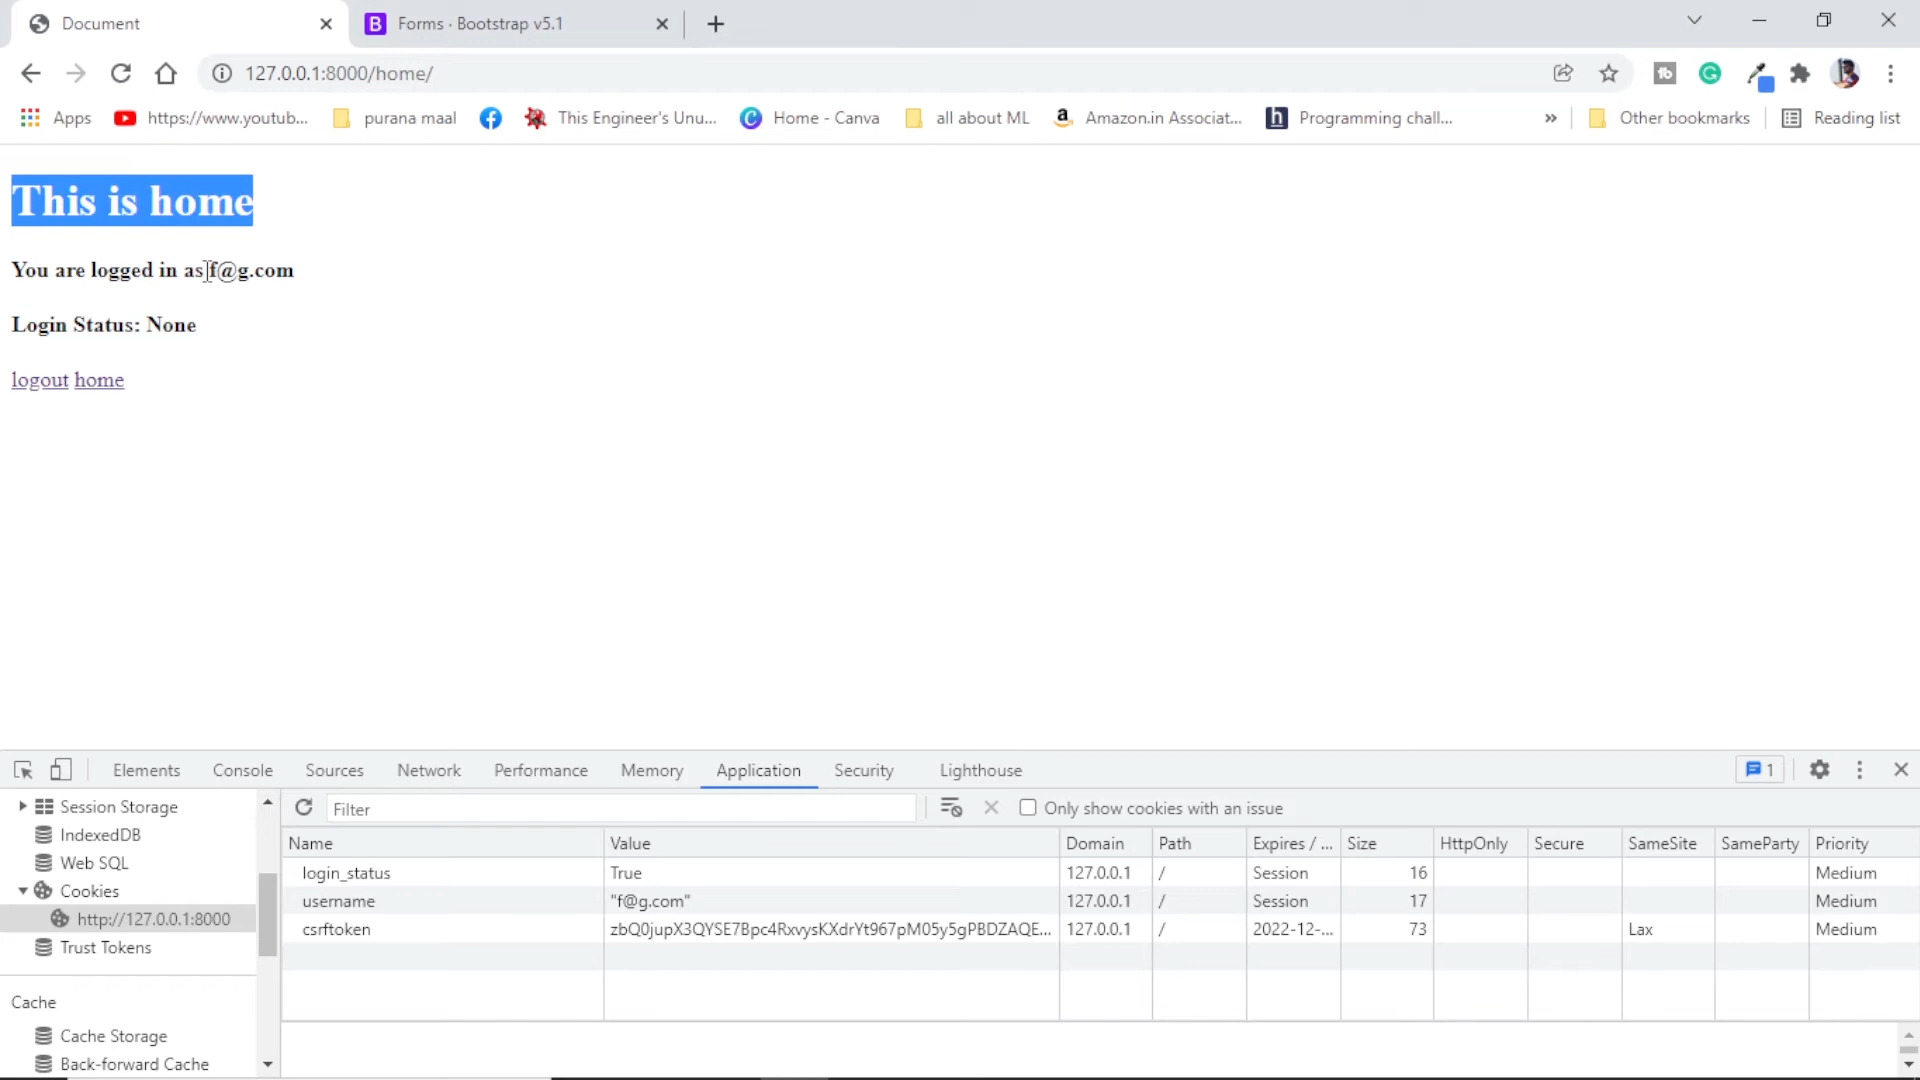 Document
Forms · Bootstrap v5.1
127.0.0.1:8000/home/
Apps
https://www.youtub...
purana maal
This Engineer's Unu...
Home - Canva
all about ML
Amazon.in Associat...
Programming chall...
»
Other bookmarks
Reading list
This is home
You are logged in as f@g.com
Login Status: None
logout home
Elements Console Sources Network Performance Memory Application Security Lighthouse 1
Session Storage
IndexedDB
Web SQL
Cookies
http://127.0.0.1:8000
Trust Tokens
Cache
Cache Storage
Back-forward Cache
Filter
Only show cookies with an issue
Name Value Domain Path Expires / ... Size HttpOnly Secure SameSite SameParty Priority
login_status True 127.0.0.1 / Session 16 Medium
username "f@g.com" 127.0.0.1 / Session 17 Medium
csrftoken zbQ0jupX3QYSE7Bpc4RxvysKXdrYt967pM05y5gPBDZAQE... 127.0.0.1 / 2022-12-... 73 Lax Medium